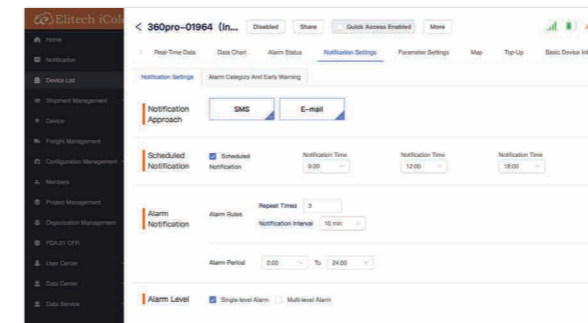 Elitech iCol
Home
Notification
Device List
Shipment Management
Device
Freight Management
Configuration Management
Members
Project Management
Organization Management
FDA 21 CFR
User Center
Data Center
Data Service
< 360pro-01964 (In... Disabled Share Quick Access Enabled More
Real-Time Data Data Chart Alarm Status Notification Settings Parameter Settings Map Top-Up Basic Device Inf
Notification Settings Alarm Category And Early Warning
Notification Approach
SMS E-mail
Scheduled Notification
Scheduled Notification
Notification Time Notification Time Notification Time
12:00 18:00
Alarm Notification
Alarm Rules
Repeat Times 3
Notification Interval 10 min
Alarm Period 0:00 To 24:00
Alarm Level Single-level Alarm Multi-level Alarm